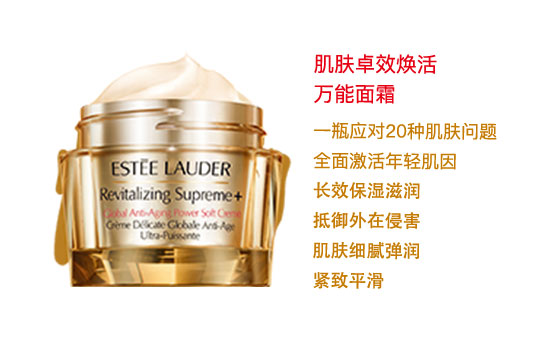 ESTĒE LAUDER
Revitalizing Supreme+
Global Anti-Aging Power Soft Creme
Crème Délicate Globale Anti-Age
Ultra-Puissante
肌肤卓效焕活
万能面霜
一瓶应对20种肌肤问题
全面激活年轻肌因
长效保湿滋润
抵御外在侵害
肌肤细腻弹润
紧致平滑